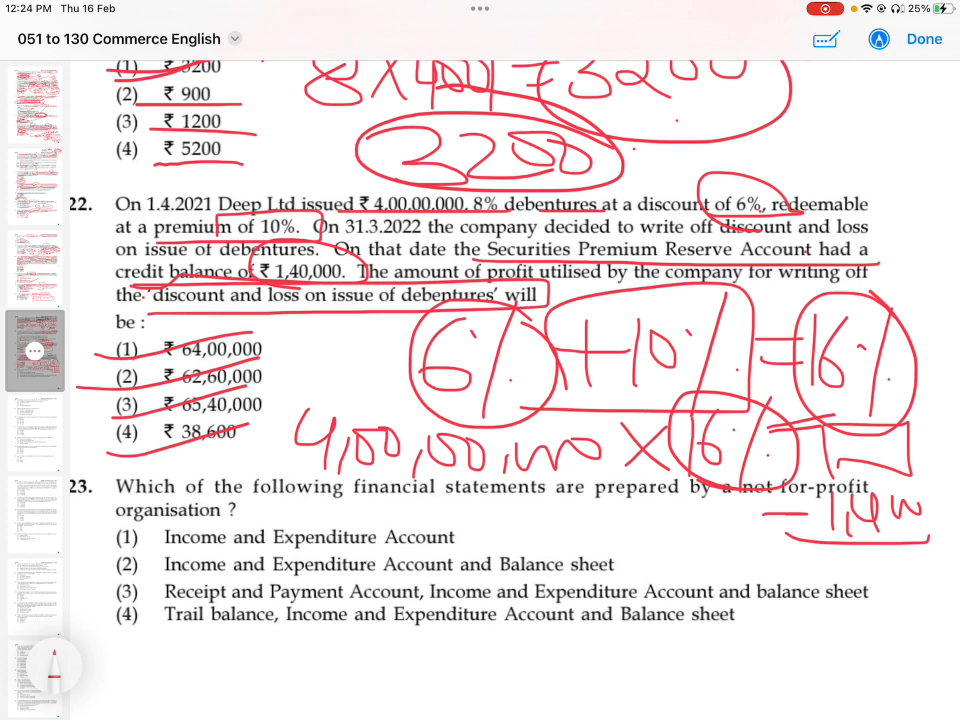 12:24 PM Thu 16 Feb
25%
051 to 130 Commerce English
Done
(1) ₹ 3200
8 X 400 = 3200
(2) ₹ 900
(3) ₹ 1200
(4) ₹ 5200
2200
22. On 1.4.2021 Deep Ltd issued ₹ 4,00,00,000, 8% debentures at a discount of 6%, redeemable
at a premium of 10%. On 31.3.2022 the company decided to write off discount and loss
on issue of debentures. On that date the Securities Premium Reserve Account had a
credit balance of ₹ 1,40,000. The amount of profit utilised by the company for writing off
the 'discount and loss on issue of debentures' will
be :
(1) ₹ 64,00,000
(2) ₹ 62,60,000
(3) ₹ 65,40,000
(4) ₹ 38,600
6% + 10% = 16%
4,00,00,000 X 16% =
23. Which of the following financial statements are prepared by a not-for-profit
organisation ?
(1) Income and Expenditure Account
(2) Income and Expenditure Account and Balance sheet
(3) Receipt and Payment Account, Income and Expenditure Account and balance sheet
(4) Trail balance, Income and Expenditure Account and Balance sheet